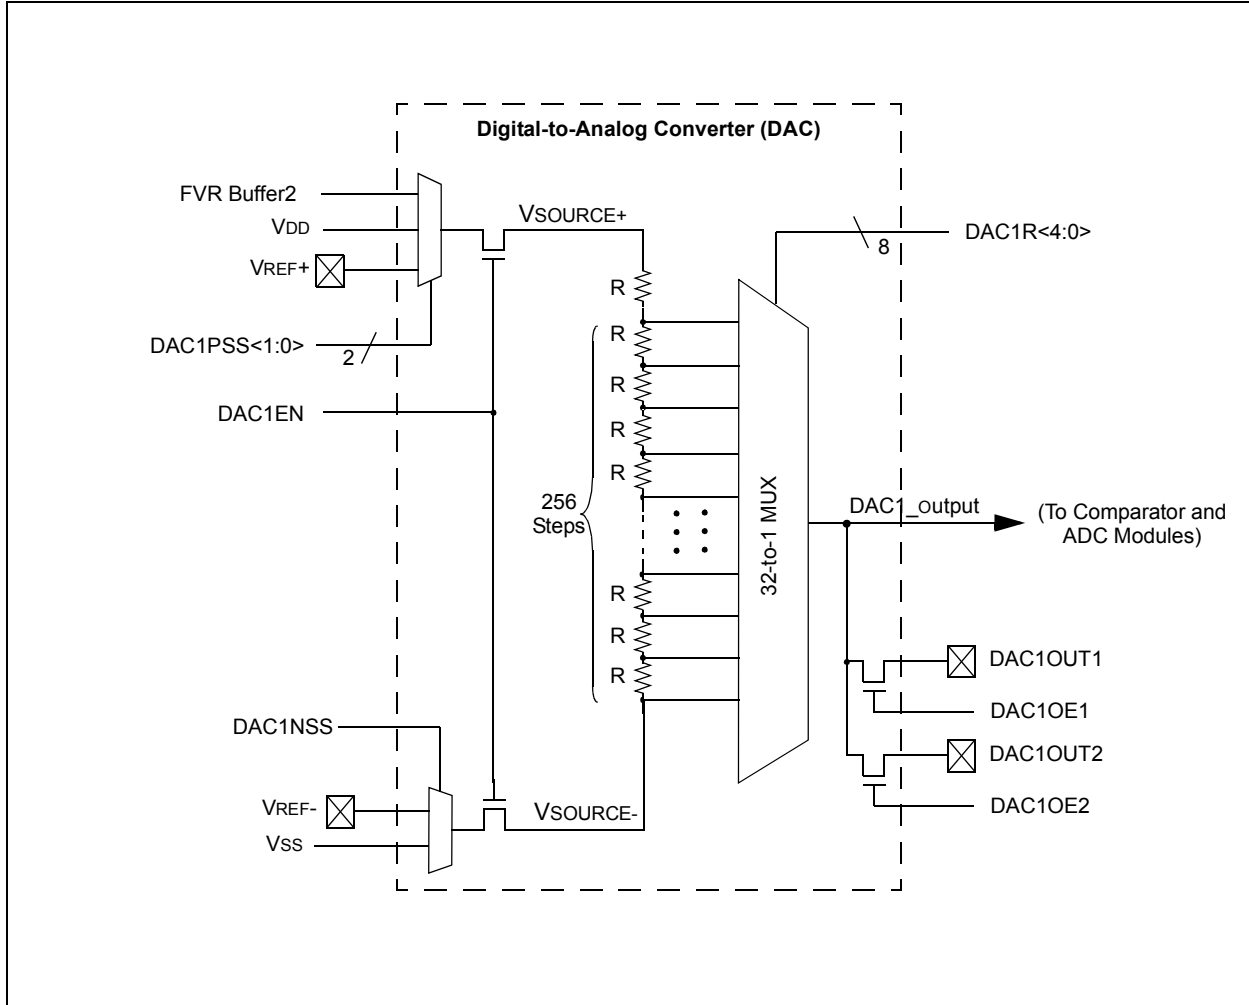 Digital-to-Analog Converter (DAC)
FVR Buffer2
VDD
VREF+
DAC1PSS<1:0>
2
DAC1EN
VSOURCE+
DAC1R<4:0>
8
R
R
R
R
R
256
Steps
R
R
R
32-to-1 MUX
DAC1_output
(To Comparator and
ADC Modules)
DAC1OUT1
DAC1OE1
DAC1OUT2
DAC1OE2
DAC1NSS
VREF-
VSS
VSOURCE-